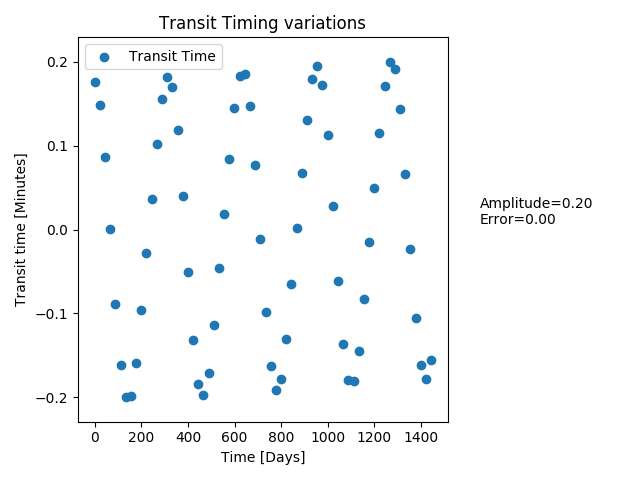 Transit Timing variations
Transit Time
Transit time [Minutes]
0.2
0.1
0.0
−0.1
−0.2
0 200 400 600 800 1000 1200 1400
Time [Days]
Amplitude=0.20
Error=0.00